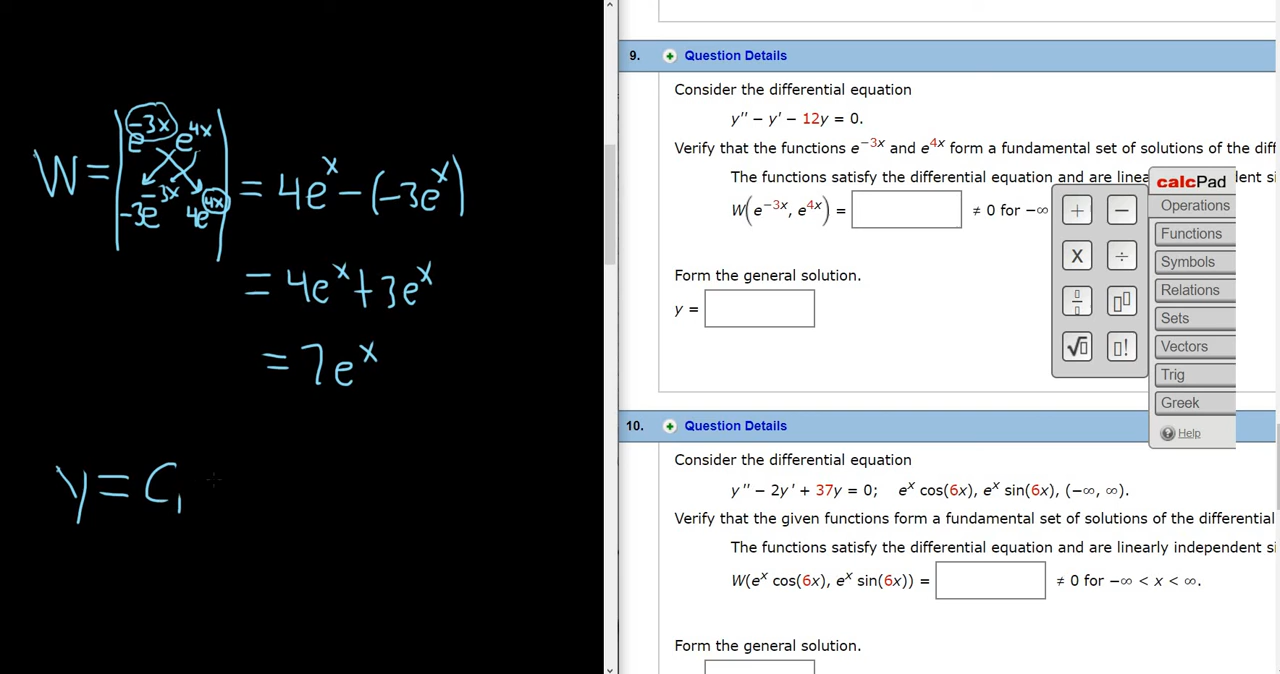 W = | e^-3x e^4x |
| -3e^-3x 4e^4x | = 4e^x - (-3e^x)
= 4e^x + 3e^x
= 7e^x
y = C₁
9. Question Details
Consider the differential equation
y'' − y' − 12y = 0.
Verify that the functions e^−3x and e^4x form a fundamental set of solutions of the diff
The functions satisfy the differential equation and are linea
ndent si
W(e^−3x, e^4x) = ≠ 0 for −∞
Form the general solution.
y =
calcPad
Operations
Functions
Symbols
Relations
Sets
Vectors
Trig
Greek
Help
+ −
X ÷
√▯ ▯!
10. Question Details
Consider the differential equation
y'' − 2y' + 37y = 0; e^x cos(6x), e^x sin(6x), (−∞, ∞).
Verify that the given functions form a fundamental set of solutions of the differential
The functions satisfy the differential equation and are linearly independent si
W(e^x cos(6x), e^x sin(6x)) = ≠ 0 for −∞ < x < ∞.
Form the general solution.